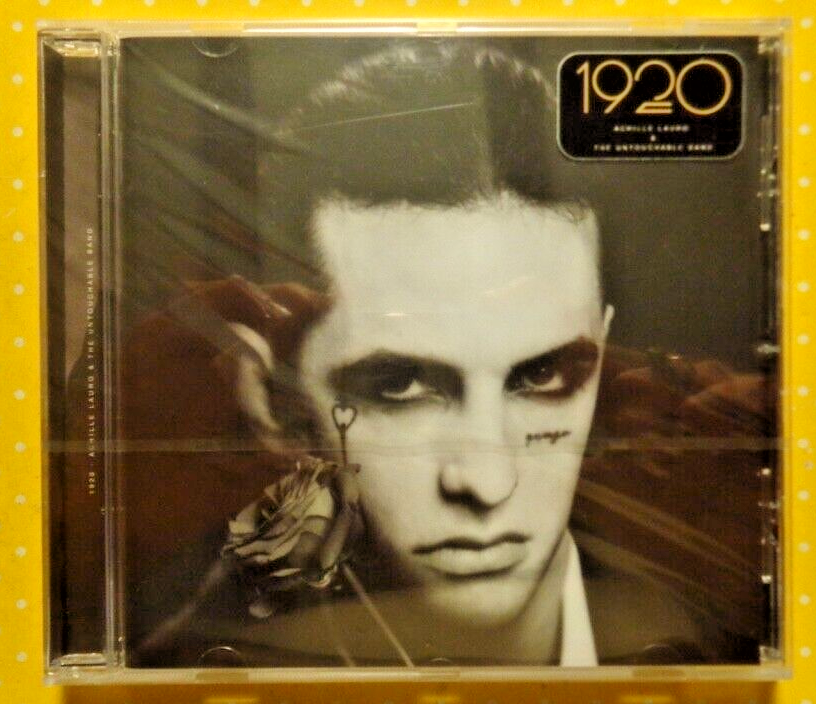 1920
ACHILLE LAURO
&
THE UNTOUCHABLE BAND
1920 ACHILLE LAURO & THE UNTOUCHABLE BAND